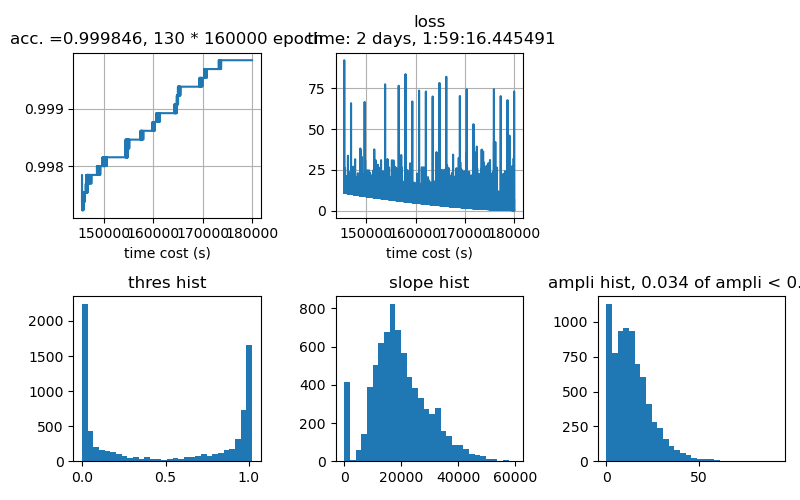 loss
acc. =0.999846, 130 * 160000 epoch
time: 2 days, 1:59:16.445491
0.999
0.998
150000 160000 170000 180000
time cost (s)
75
50
25
0
150000 160000 170000 180000
time cost (s)
thres hist
slope hist
ampli hist, 0.034 of ampli < 0.
2000
1500
1000
500
0
0.0 0.5 1.0
800
600
400
200
0
0 20000 40000 60000
1000
750
500
250
0
0 50